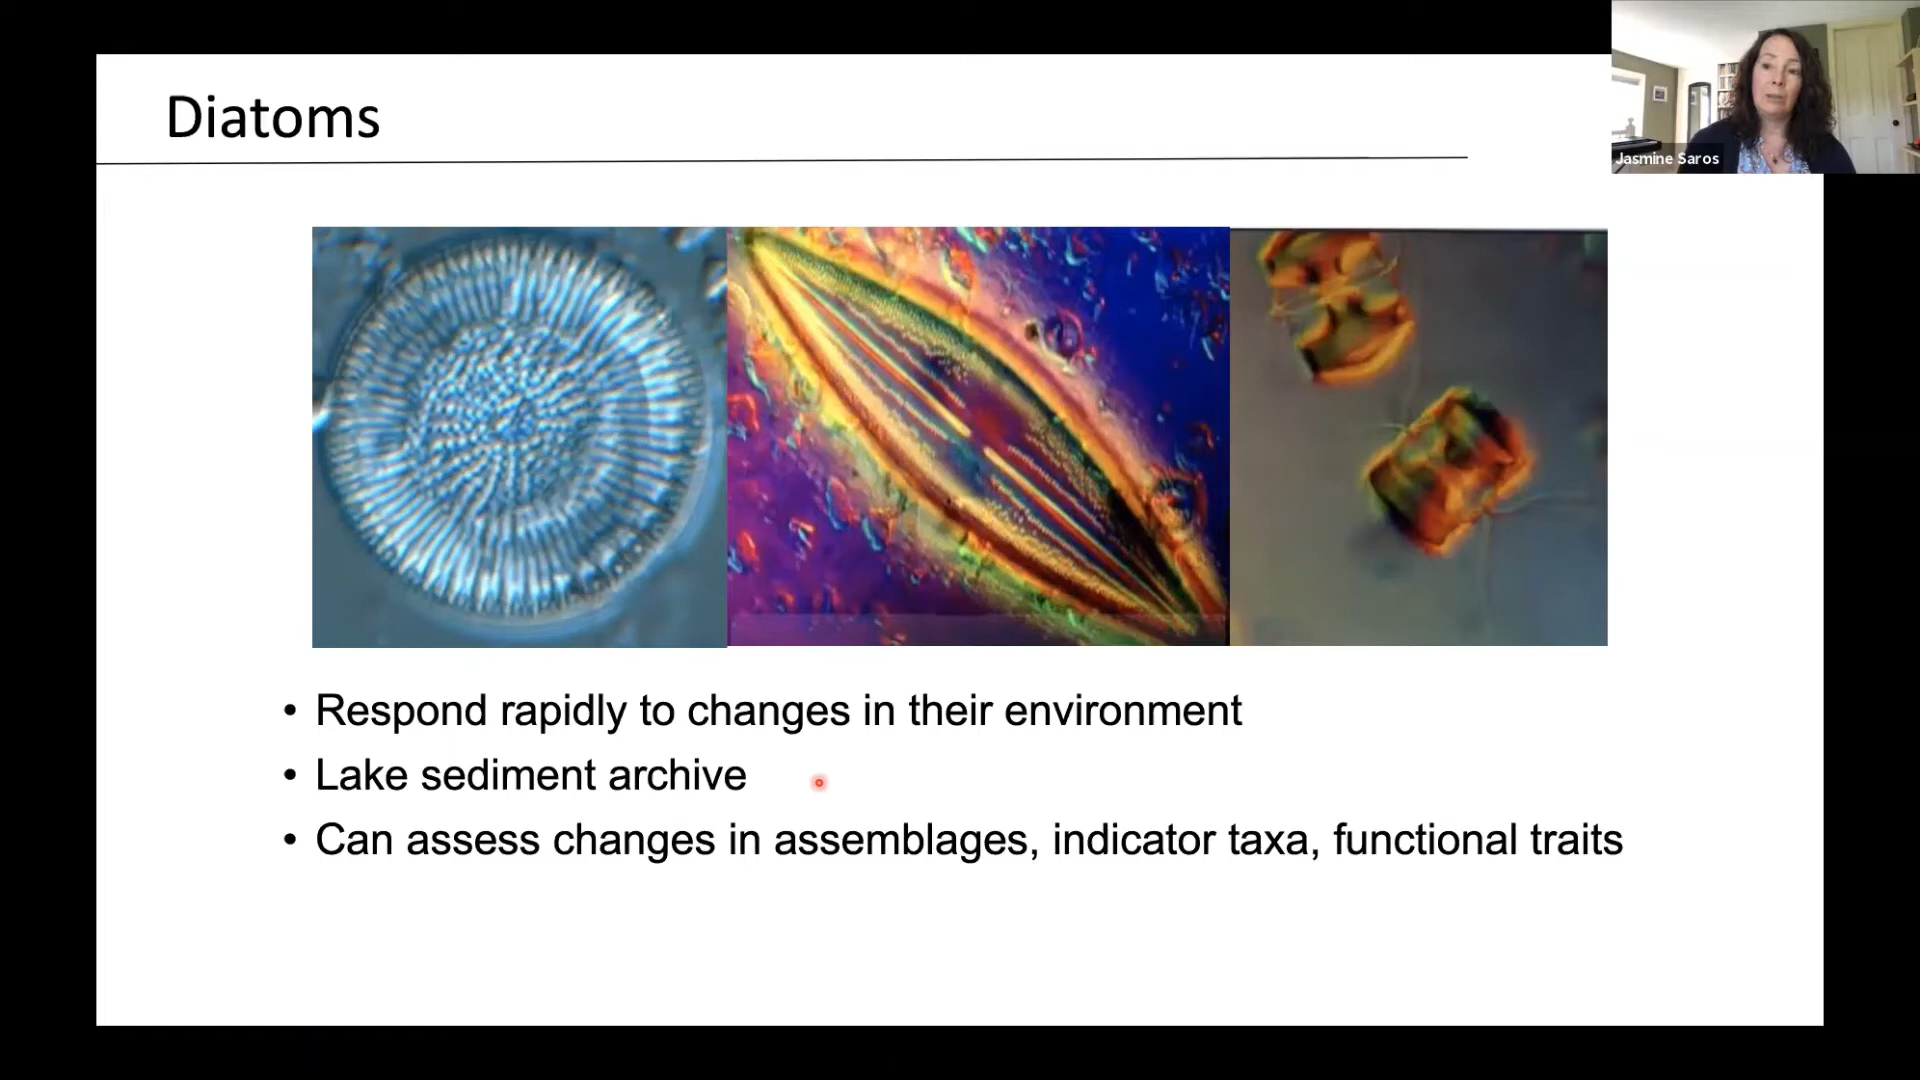 Diatoms
Jasmine Saros
• Respond rapidly to changes in their environment
• Lake sediment archive
• Can assess changes in assemblages, indicator taxa, functional traits